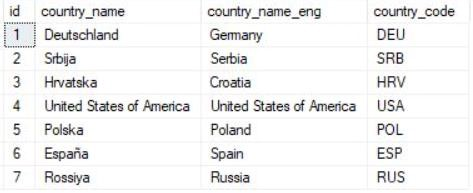 id country_name country_name_eng country_code
1 Deutschland Germany DEU
2 Srbija Serbia SRB
3 Hrvatska Croatia HRV
4 United States of America United States of America USA
5 Polska Poland POL
6 España Spain ESP
7 Rossiya Russia RUS